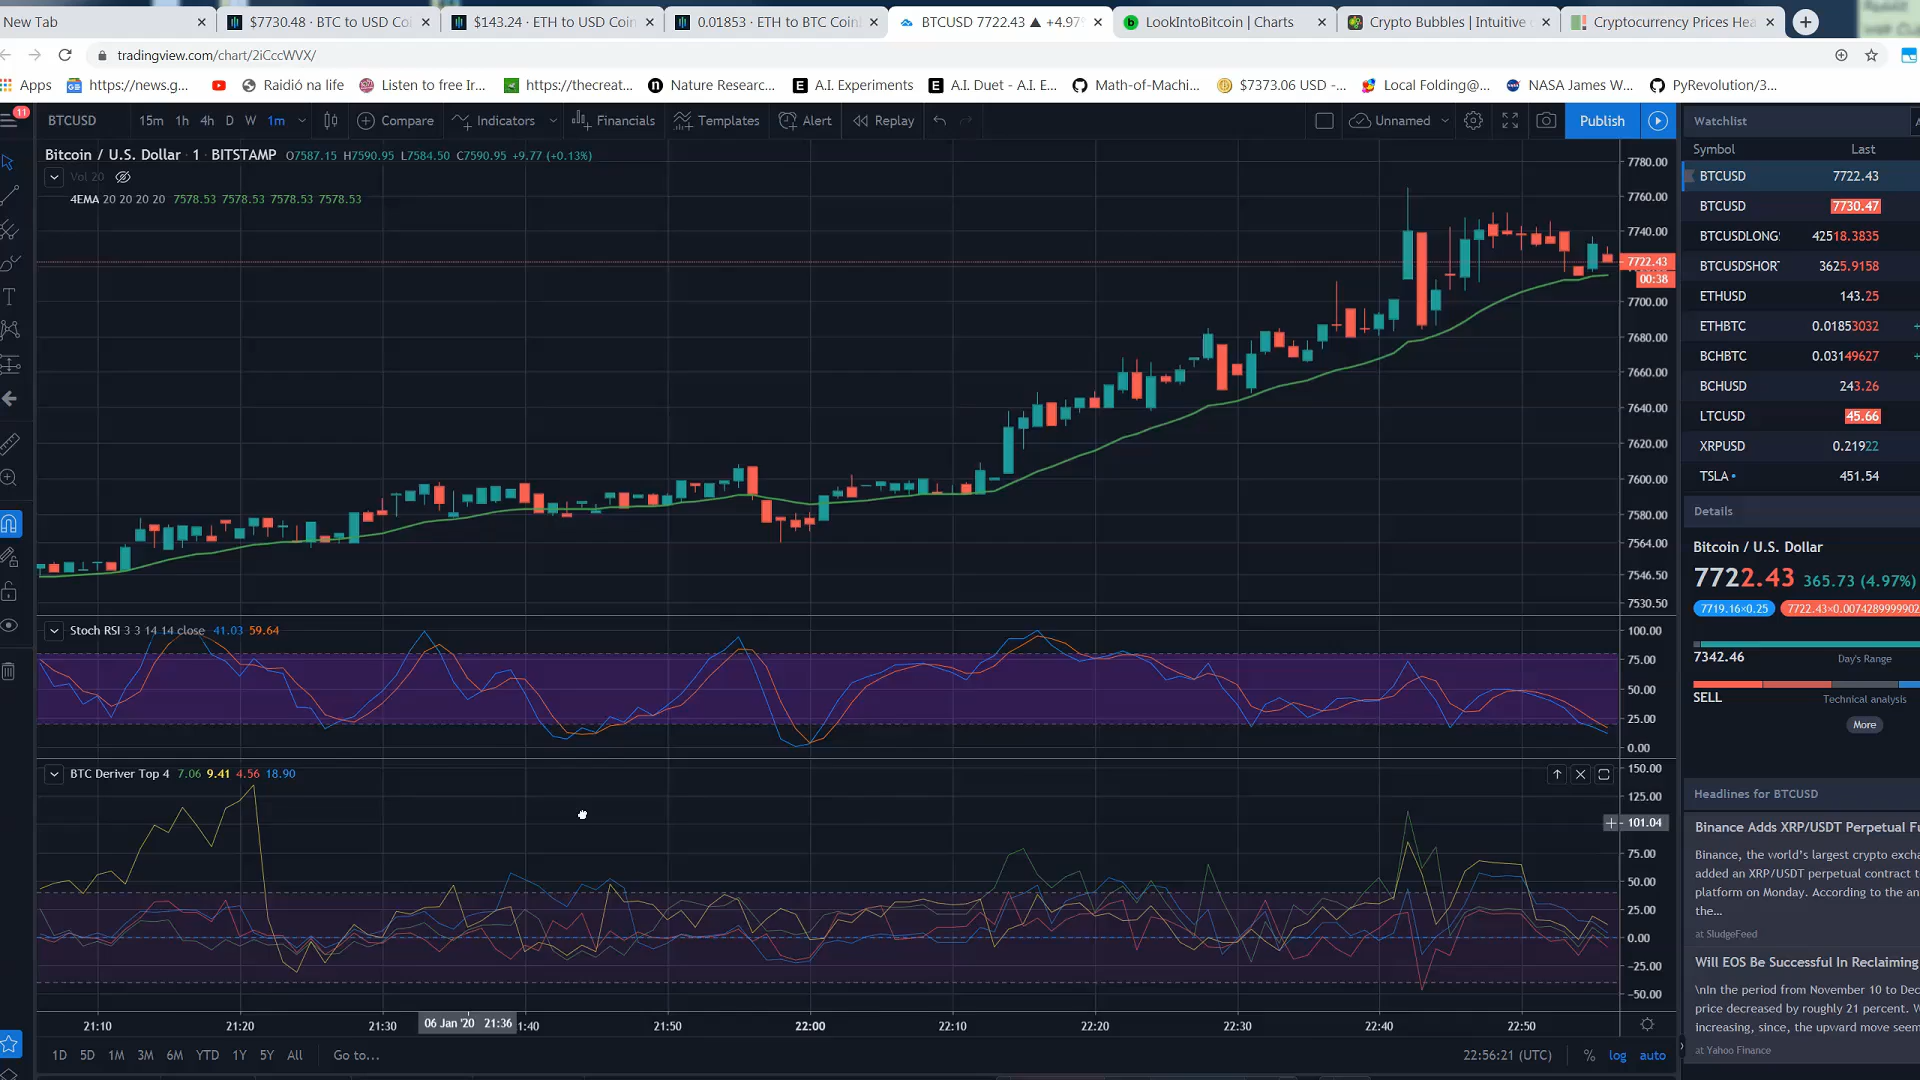 New Tab
$7730.48 · BTC to USD Coi
$143.24 · ETH to USD Coin
0.01853 · ETH to BTC Coinl
BTCUSD 7722.43 ▲ +4.97%
LookIntoBitcoin | Charts
Crypto Bubbles | Intuitive
Cryptocurrency Prices Hea
tradingview.com/chart/2iCccWVX/
Apps
https://news.g...
Raidió na life
Listen to free Ir...
https://thecreat...
Nature Researc...
A.I. Experiments
A.I. Duet - A.I. E...
Math-of-Machi...
$7373.06 USD -...
Local Folding@...
NASA James W...
PyRevolution/3...
11
BTCUSD
15m 1h 4h D W 1m
Compare
Indicators
Financials
Templates
Alert
Replay
Unnamed
Publish
Bitcoin / U.S. Dollar · 1 · BITSTAMP O7587.15 H7590.95 L7584.50 C7590.95 +9.77 (+0.13%)
Vol 20
4EMA 20 20 20 20 7578.53 7578.53 7578.53 7578.53
7780.00
7760.00
7740.00
7722.43
00:38
7700.00
7680.00
7660.00
7640.00
7620.00
7600.00
7580.00
7564.00
7546.50
7530.50
Stoch RSI 3 3 14 14 close 41.03 59.64
100.00
75.00
50.00
25.00
0.00
BTC Deriver Top 4 7.06 9.41 4.56 18.90
150.00
125.00
101.04
75.00
50.00
25.00
0.00
−25.00
−50.00
21:10
21:20
21:30
06 Jan '20 21:36
1:40
21:50
22:00
22:10
22:20
22:30
22:40
22:50
1D 5D 1M 3M 6M YTD 1Y 5Y All
Go to...
22:56:21 (UTC)
% log auto
Watchlist
Symbol Last
BTCUSD 7722.43
BTCUSD 7730.47
BTCUSDLONG 42518.3835
BTCUSDSHOR 3625.9158
ETHUSD 143.25
ETHBTC 0.01853032
BCHBTC 0.03149627
BCHUSD 243.26
LTCUSD 45.66
XRPUSD 0.21922
TSLA 451.54
Details
Bitcoin / U.S. Dollar
7722.43 365.73 (4.97%)
7719.16×0.25 7722.43×0.0074289999902
7342.46 Day's Range
SELL Technical analysis
More
Headlines for BTCUSD
Binance Adds XRP/USDT Perpetual Fu
Binance, the world's largest crypto excha
added an XRP/USDT perpetual contract t
platform on Monday. According to the an
the...
at SludgeFeed
Will EOS Be Successful In Reclaiming
\nIn the period from November 10 to Dec
price decreased by roughly 21 percent. W
increasing, since, the upward move seem
at Yahoo Finance